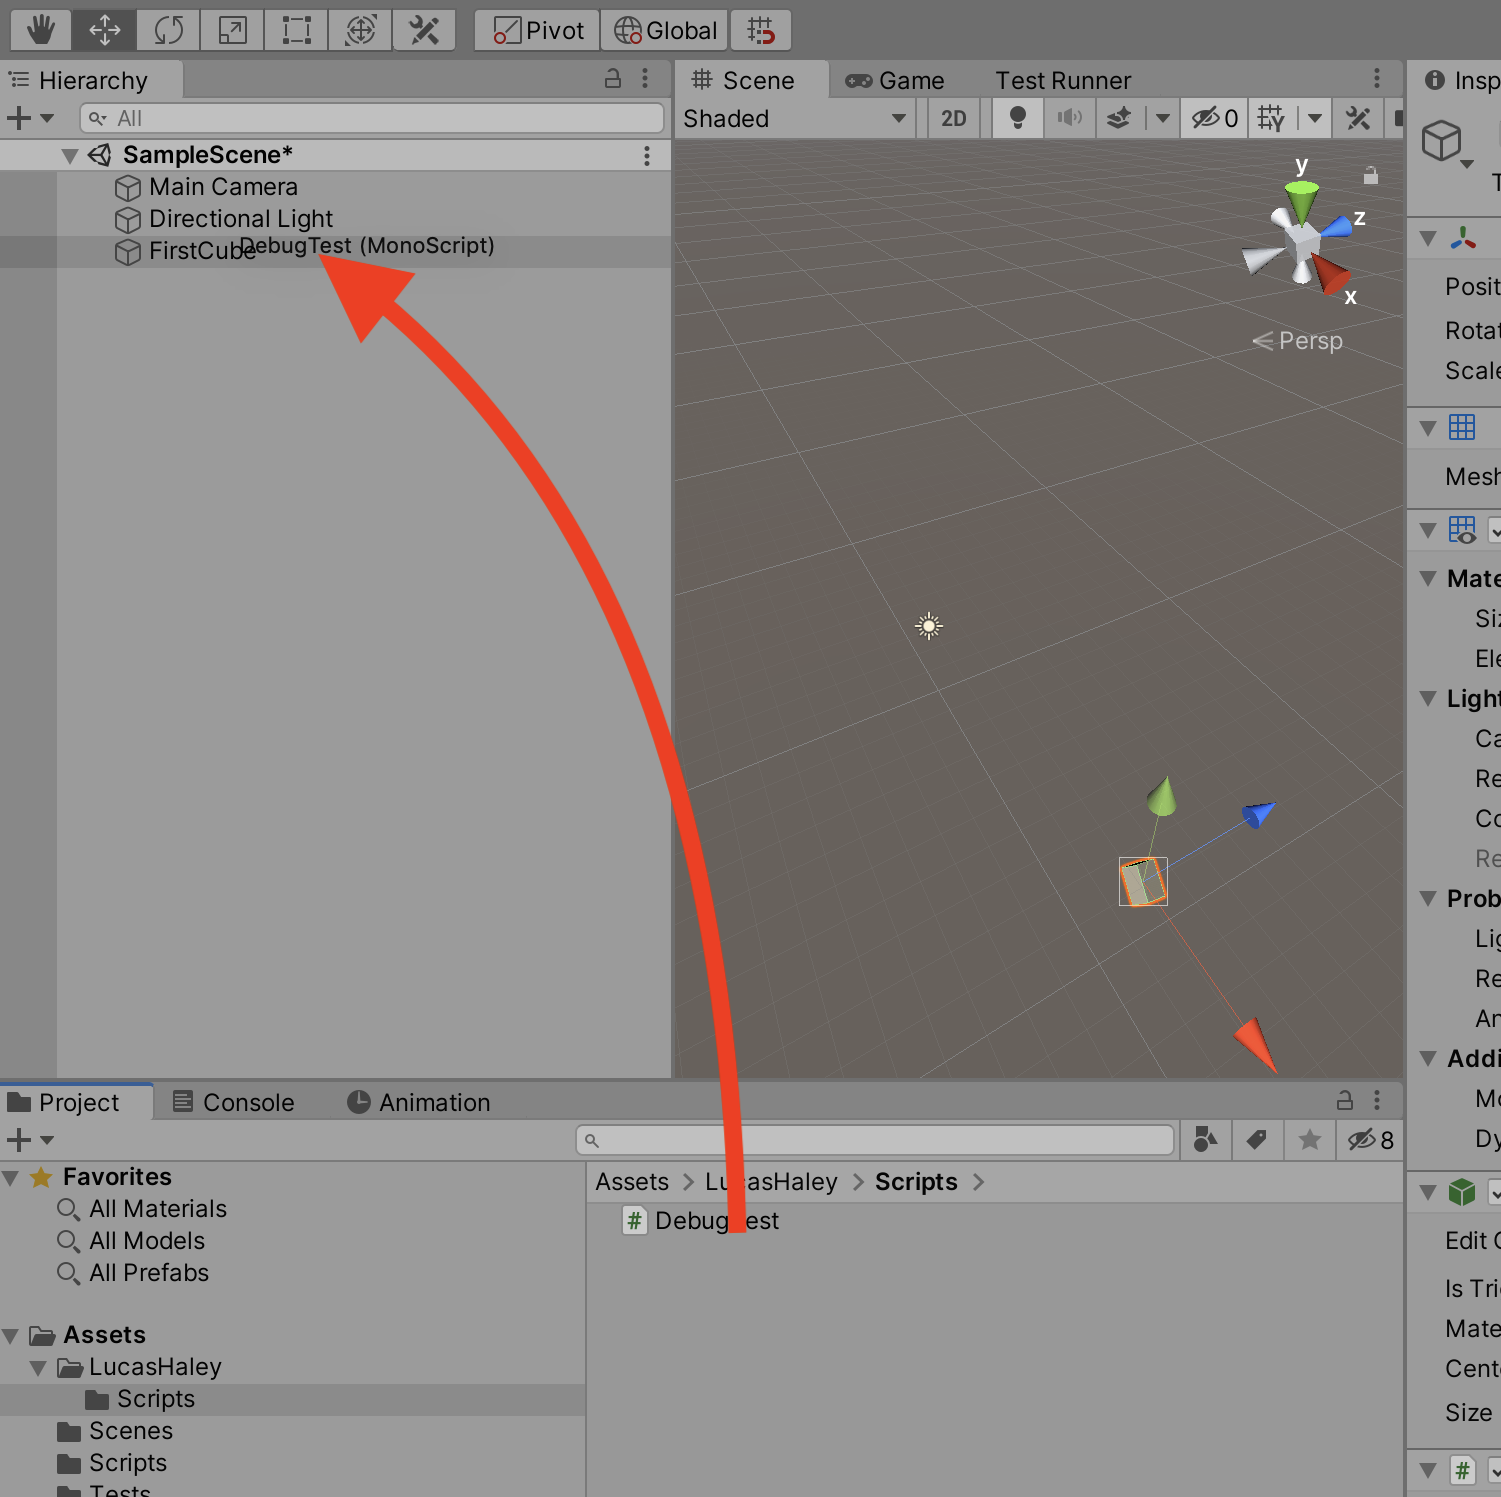 Pivot
Global
Hierarchy
All
SampleScene*
Main Camera
Directional Light
FirstCube
DebugTest (MonoScript)
Scene
Game
Test Runner
Shaded
2D
0
y
z
x
Persp
Insp
T
Posit
Rotat
Scale
Mesh
Mate
Siz
Ele
Light
Ca
Re
Co
Re
Prob
Lig
Re
An
Addi
Mo
Dy
Edit C
Is Trig
Mate
Cente
Size
#
Project
Console
Animation
8
Favorites
All Materials
All Models
All Prefabs
Assets
LucasHaley
Scripts
Scenes
Scripts
Tests
Assets > LucasHaley > Scripts >
# DebugTest